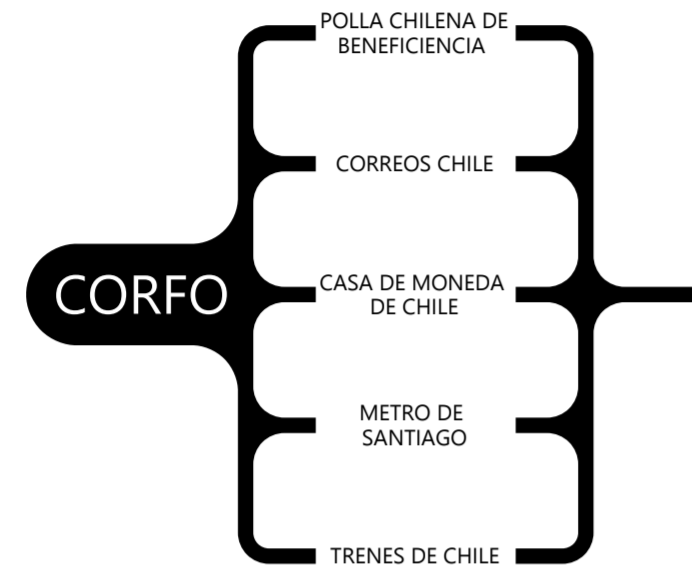 POLLA CHILENA DE
BENEFICIENCIA
CORREOS CHILE
CORFO
CASA DE MONEDA
DE CHILE
METRO DE
SANTIAGO
TRENES DE CHILE